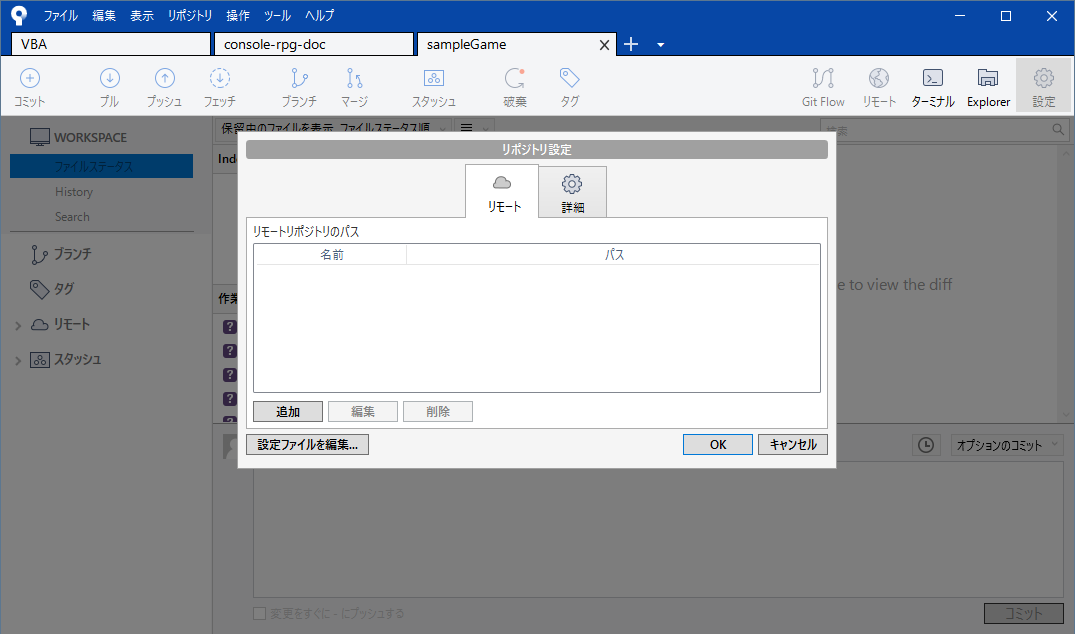 ファイル 編集 表示 リポジトリ 操作 ツール ヘルプ
VBA console-rpg-doc sampleGame
コミット プル プッシュ フェッチ ブランチ マージ スタッシュ 破棄 タグ Git Flow リモート ターミナル Explorer 設定
WORKSPACE
ファイルステータス
History
Search
ブランチ
タグ
リモート
スタッシュ
保留中のファイルを表示, ファイルステータス順
検索
Inde
作業
リポジトリ設定
リモート 詳細
リモートリポジトリのパス
名前 パス
追加 編集 削除
設定ファイルを編集... OK キャンセル
e to view the diff
オプションのコミット
変更をすぐに - にプッシュする
コミット